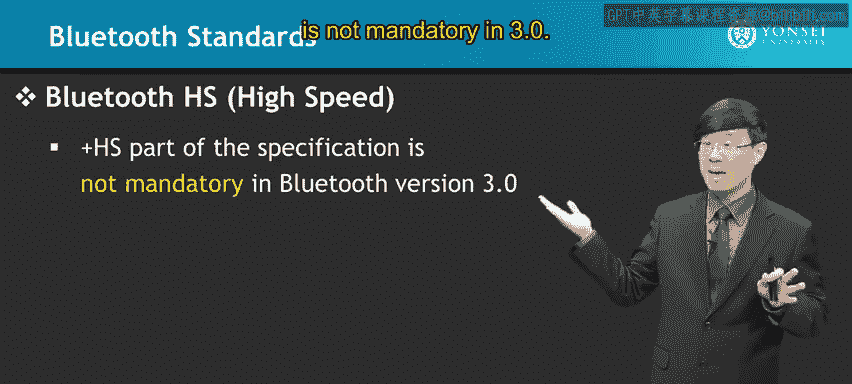 Bluetooth Standards
is not mandatory in 3.0.
YONSEI
UNIVERSITY
❖ Bluetooth HS (High Speed)
▪ +HS part of the specification is
not mandatory in Bluetooth version 3.0